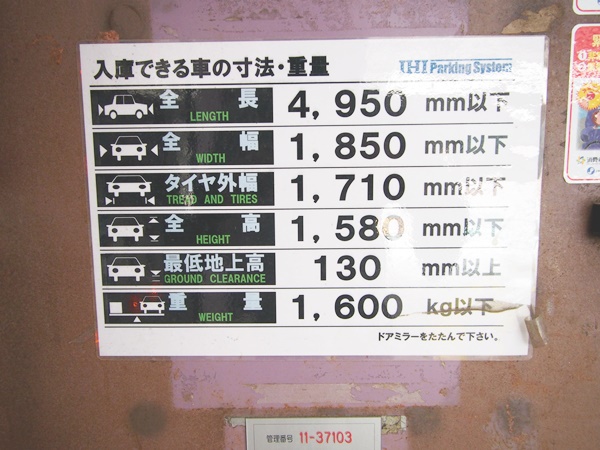 入庫できる車の寸法・重量 IHI Parking System
全長 LENGTH 4,950 mm以下
全幅 WIDTH 1,850 mm以下
タイヤ外幅 TREAD AND TIRES 1,710 mm以下
全高 HEIGHT 1,580 mm以下
最低地上高 GROUND CLEARANCE 130 mm以上
重量 WEIGHT 1,600 kg以下
ドアミラーをたたんで下さい。
管理番号 11-37103